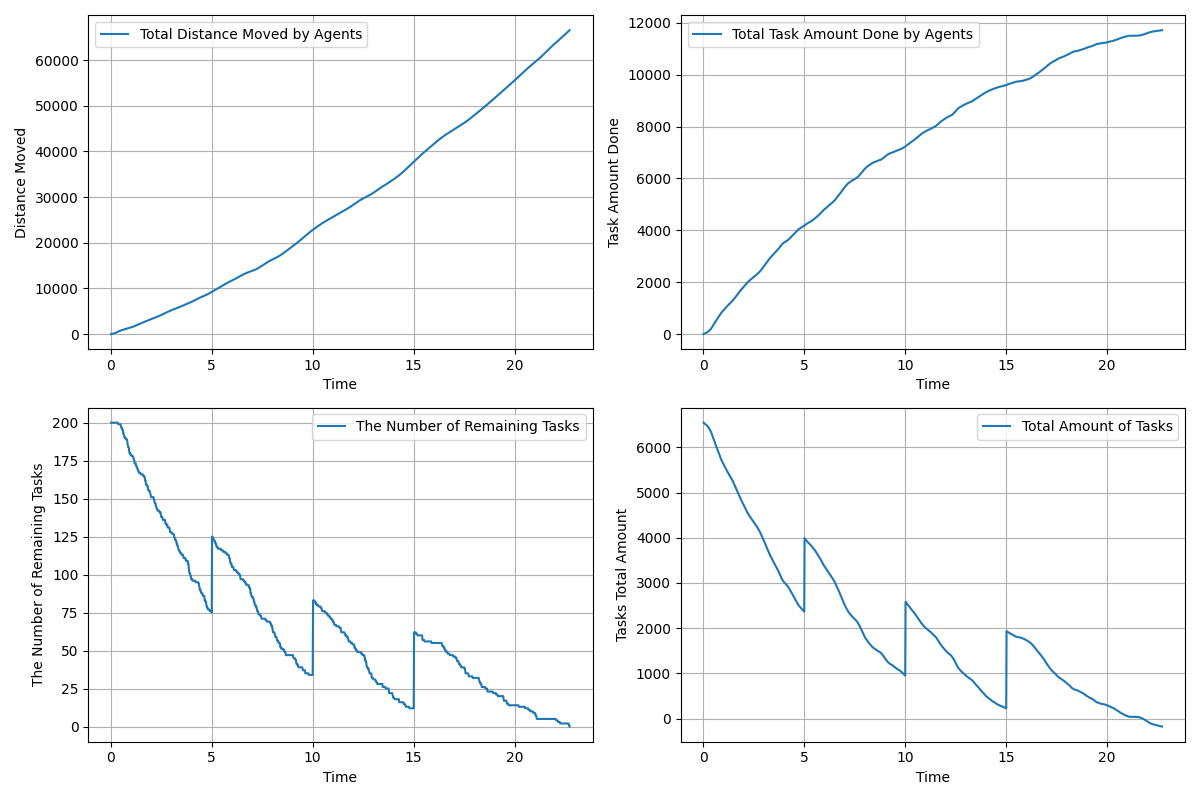 Total Distance Moved by Agents
60000
50000
40000
30000
20000
10000
0
Distance Moved
0 5 10 15 20
Time
Total Task Amount Done by Agents
12000
10000
8000
6000
4000
2000
0
Task Amount Done
0 5 10 15 20
Time
The Number of Remaining Tasks
200
175
150
125
100
75
50
25
0
The Number of Remaining Tasks
0 5 10 15 20
Time
Total Amount of Tasks
6000
5000
4000
3000
2000
1000
0
Tasks Total Amount
0 5 10 15 20
Time